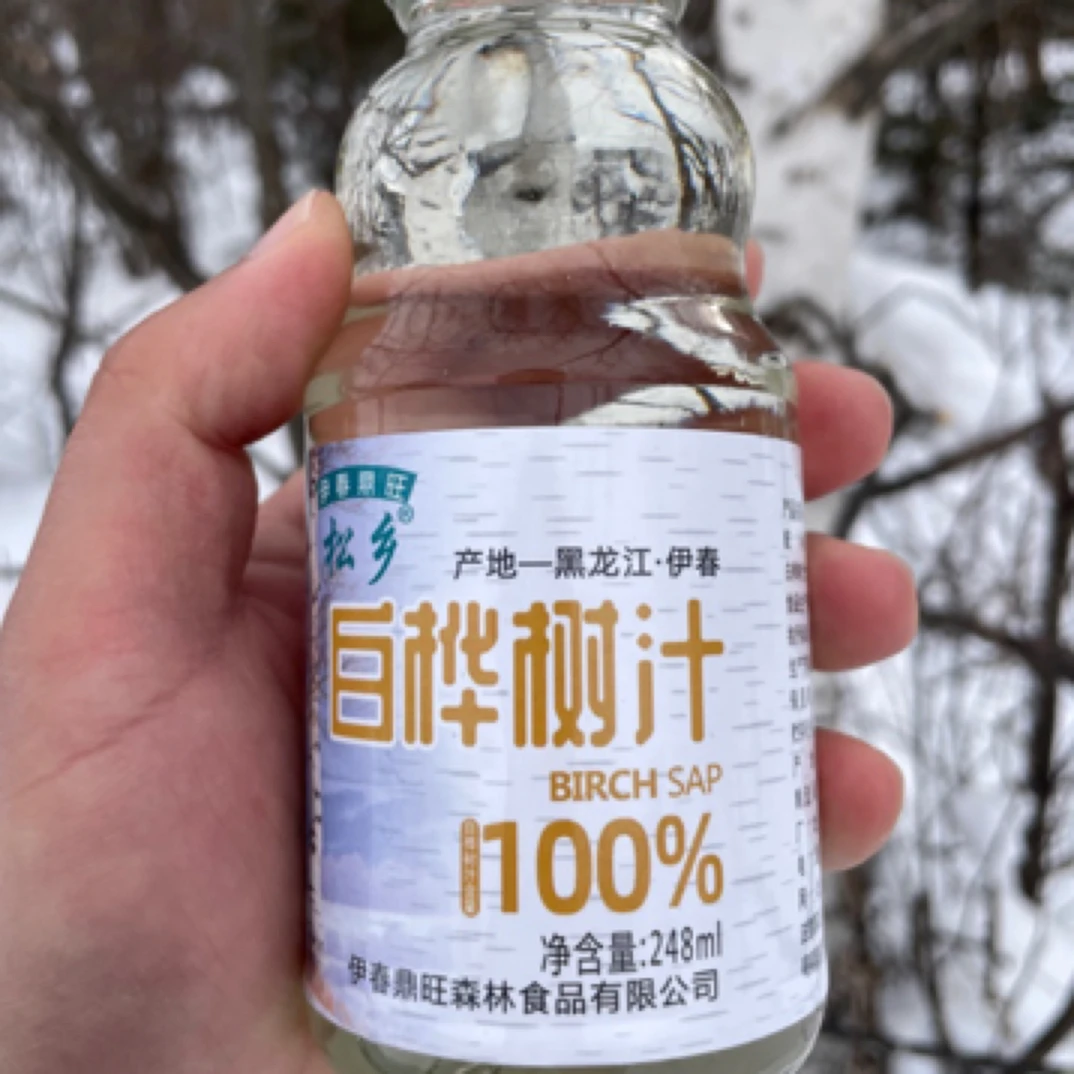 伊春鼎旺
松乡®
产地—黑龙江·伊春
白桦树汁
BIRCH SAP
100%
净含量:248ml
伊春鼎旺森林食品有限公司